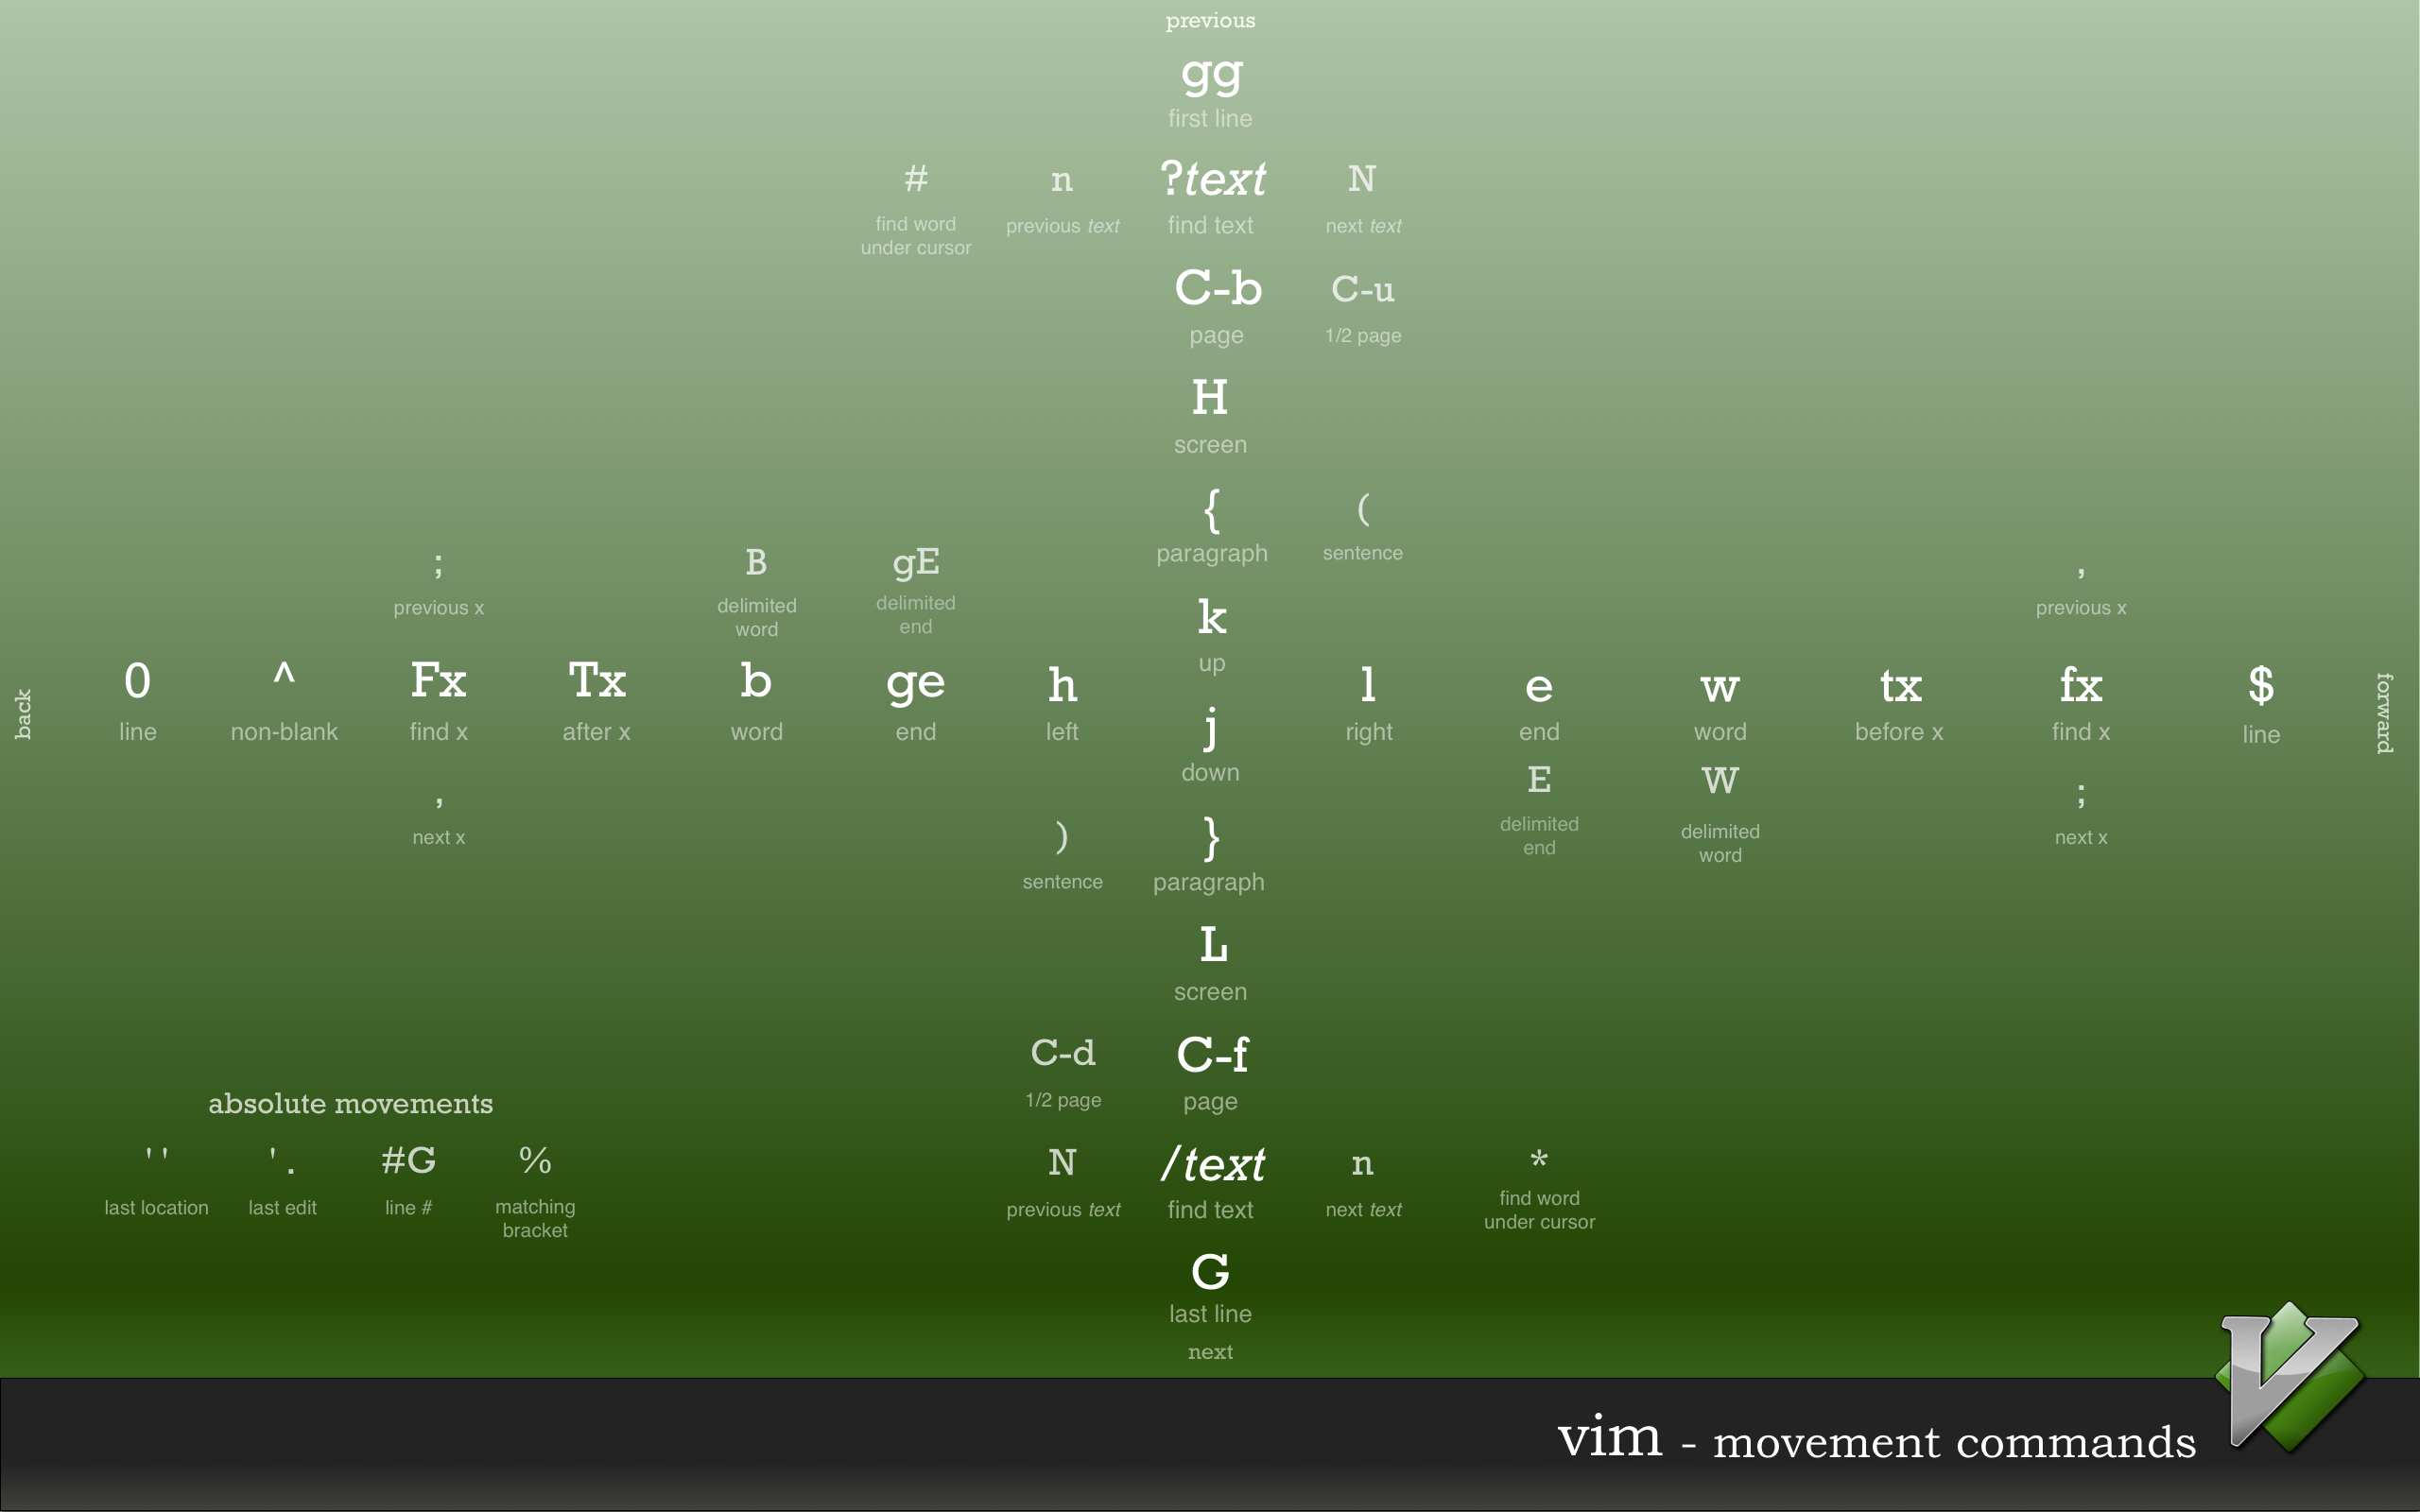 previous
gg
first line
# n ?text N
find word previous text find text next text
under cursor
C-b C-u
page 1/2 page
H
screen
{ (
paragraph sentence
; B gE ,
previous x delimited delimited previous x
word end
k
up
back 0 ^ Fx Tx b ge h l e w tx fx $ forward
line non-blank find x after x word end left right end word before x find x line
j
down
, E W ;
next x delimited delimited next x
end word
) }
sentence paragraph
L
screen
C-d C-f
1/2 page page
absolute movements
' ' ' . #G %
last location last edit line # matching
bracket
N /text n *
previous text find text next text find word
under cursor
G
last line
next
vim - movement commands